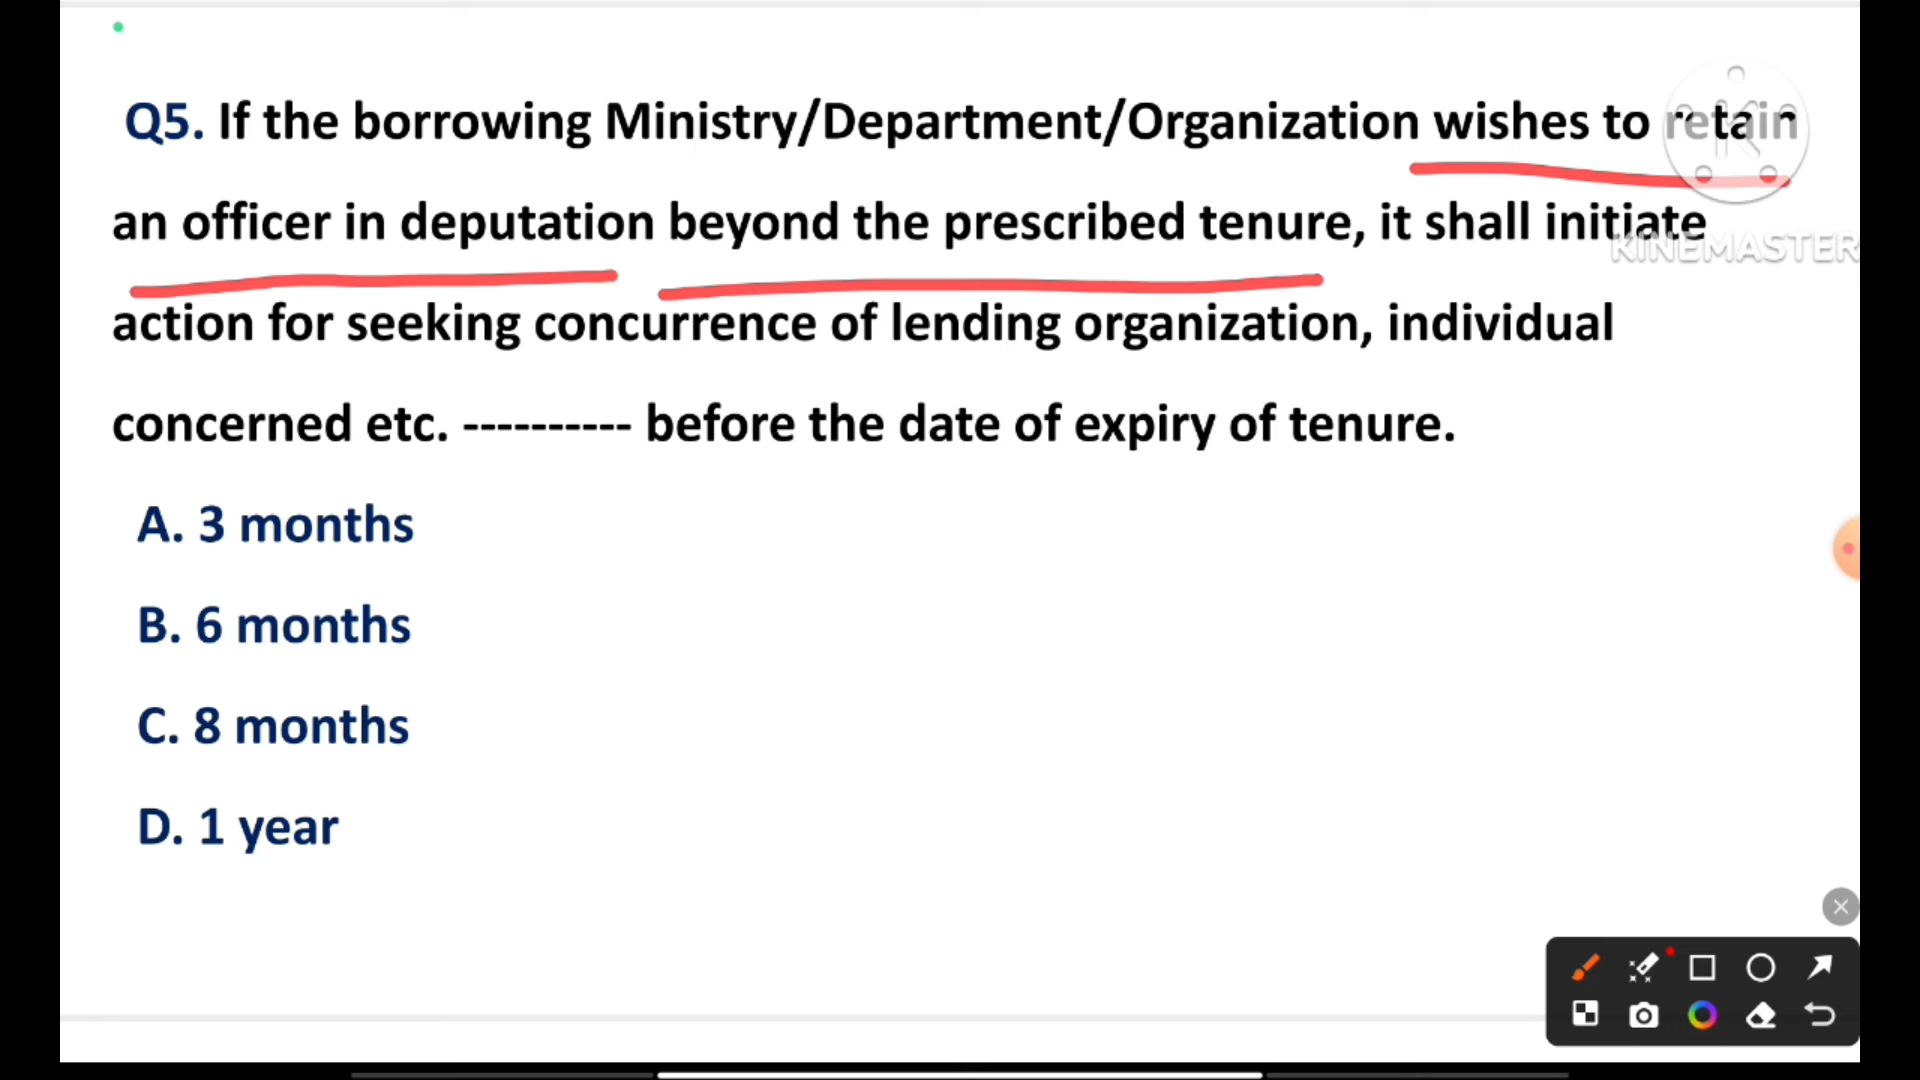 Q5. If the borrowing Ministry/Department/Organization wishes to retain
an officer in deputation beyond the prescribed tenure, it shall initiate
KINEMASTER
action for seeking concurrence of lending organization, individual
concerned etc. ---------- before the date of expiry of tenure.
A. 3 months
B. 6 months
C. 8 months
D. 1 year